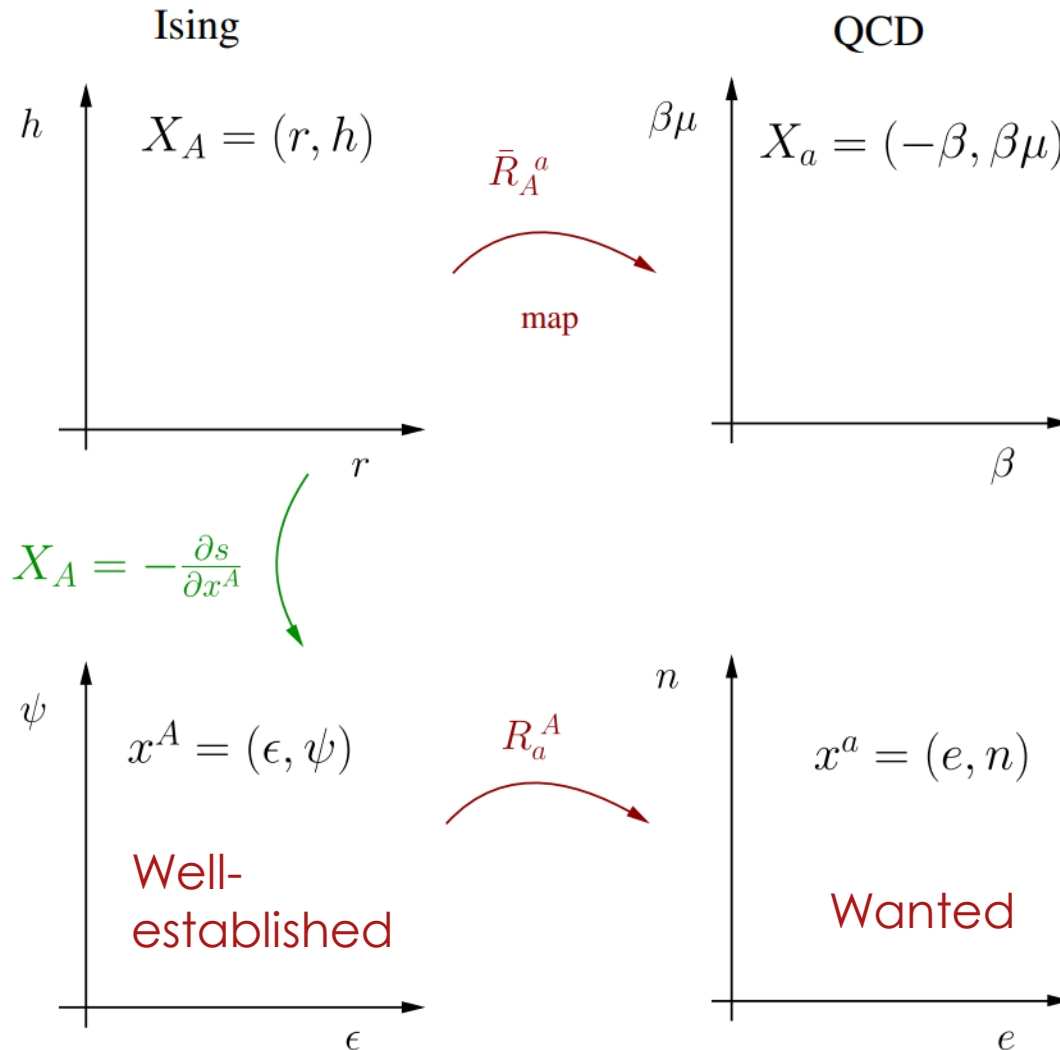 Ising
QCD
h
X_A = (r, h)
R̄_A^a
βμ
X_a = (−β, βμ)
map
r
β
X_A = −∂s/∂x^A
ψ
x^A = (ϵ, ψ)
R_a^A
n
x^a = (e, n)
Well-
established
Wanted
ϵ
e